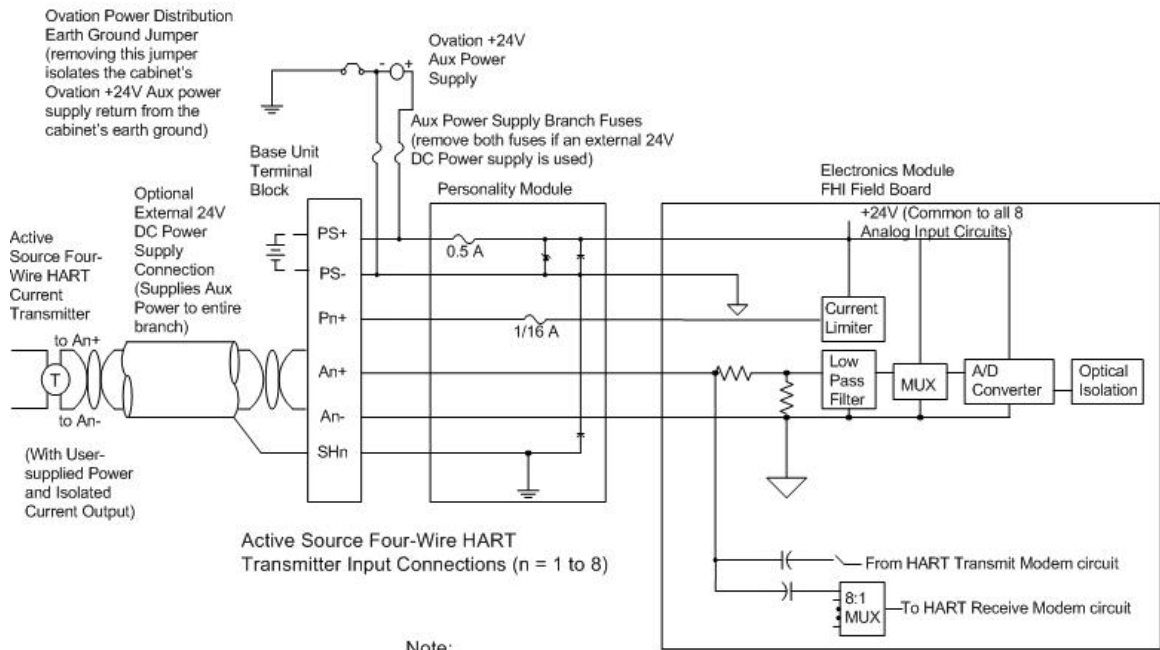 Ovation Power Distribution
Earth Ground Jumper
(removing this jumper
isolates the cabinet's
Ovation +24V Aux power
supply return from the
cabinet's earth ground)
-
+
Ovation +24V
Aux Power
Supply
Aux Power Supply Branch Fuses
(remove both fuses if an external 24V
DC Power supply is used)
Base Unit
Terminal
Block
Optional
External 24V
DC Power
Supply
Connection
(Supplies Aux
Power to entire
branch)
Active
Source Four-
Wire HART
Current
Transmitter
to An+
T
to An-
(With User-
supplied Power
and Isolated
Current Output)
PS+
PS-
Pn+
An+
An-
SHn
Personality Module
0.5 A
1/16 A
Electronics Module
FHI Field Board
+24V (Common to all 8
Analog Input Circuits)
Current
Limiter
Low
Pass
Filter
MUX
A/D
Converter
Optical
Isolation
Active Source Four-Wire HART
Transmitter Input Connections (n = 1 to 8)
From HART Transmit Modem circuit
8:1
MUX
To HART Receive Modem circuit
Note: